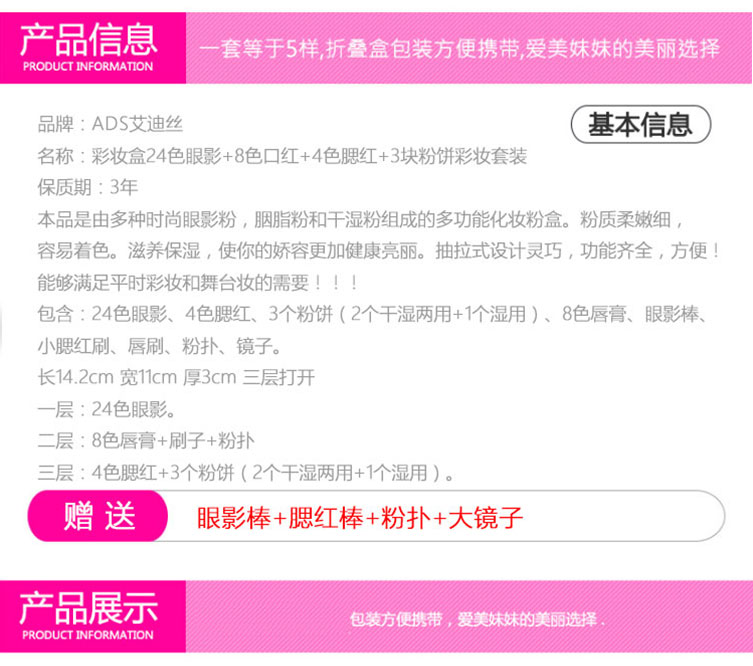 产品信息
PRODUCT INFORMATION
一套等于5样,折叠盒包装方便携带,爱美妹妹的美丽选择
基本信息
品牌：ADS艾迪丝
名称：彩妆盒24色眼影+8色口红+4色腮红+3块粉饼彩妆套装
保质期：3年
本品是由多种时尚眼影粉，胭脂粉和干湿粉组成的多功能化妆粉盒。粉质柔嫩细，
容易着色。滋养保湿，使你的娇容更加健康亮丽。抽拉式设计灵巧，功能齐全，方便！
能够满足平时彩妆和舞台妆的需要！！！
包含：24色眼影、4色腮红、3个粉饼（2个干湿两用+1个湿用）、8色唇膏、眼影棒、
小腮红刷、唇刷、粉扑、镜子。
长14.2cm 宽11cm 厚3cm 三层打开
一层：24色眼影。
二层：8色唇膏+刷子+粉扑
三层：4色腮红+3个粉饼（2个干湿两用+1个湿用）。
赠 送
眼影棒+腮红棒+粉扑+大镜子
产品展示
PRODUCT INFORMATION
包装方便携带，爱美妹妹的美丽选择．